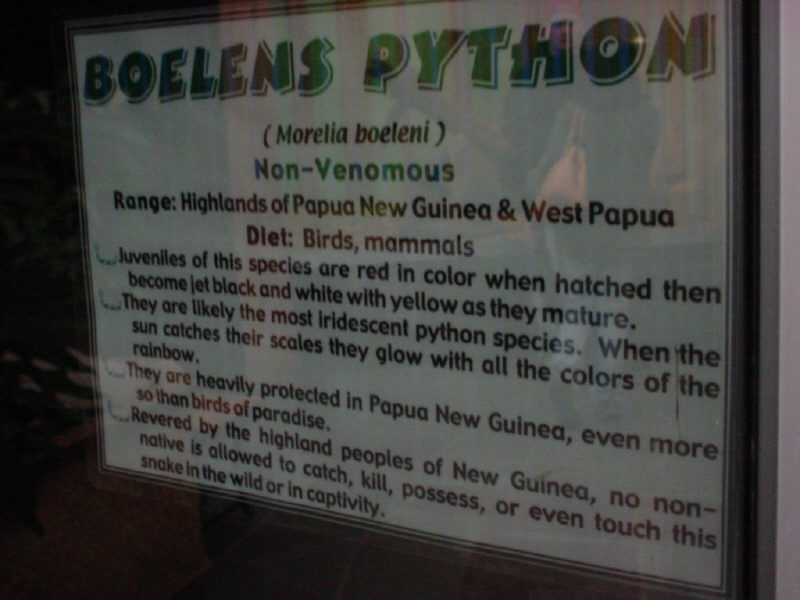 BOELENS PYTHON
( Morelia boeleni )
Non-Venomous
Range: Highlands of Papua New Guinea & West Papua
Diet: Birds, mammals
Juveniles of this species are red in color when hatched then
become jet black and white with yellow as they mature.
They are likely the most iridescent python species. When the
sun catches their scales they glow with all the colors of the
rainbow.
They are heavily protected in Papua New Guinea, even more
so than birds of paradise.
Revered by the highland peoples of New Guinea, no non-
native is allowed to catch, kill, possess, or even touch this
snake in the wild or in captivity.